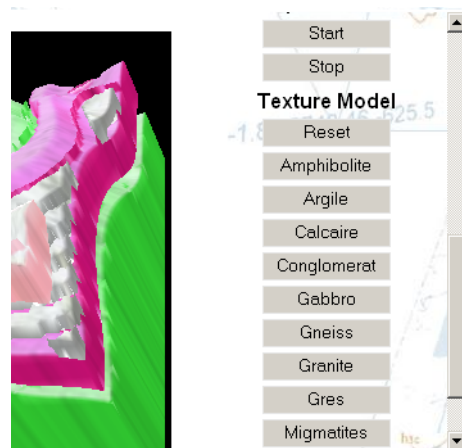 Start
Stop
Texture Model
Reset
Amphibolite
Argile
Calcaire
Conglomerat
Gabbro
Gneiss
Granite
Gres
Migmatites